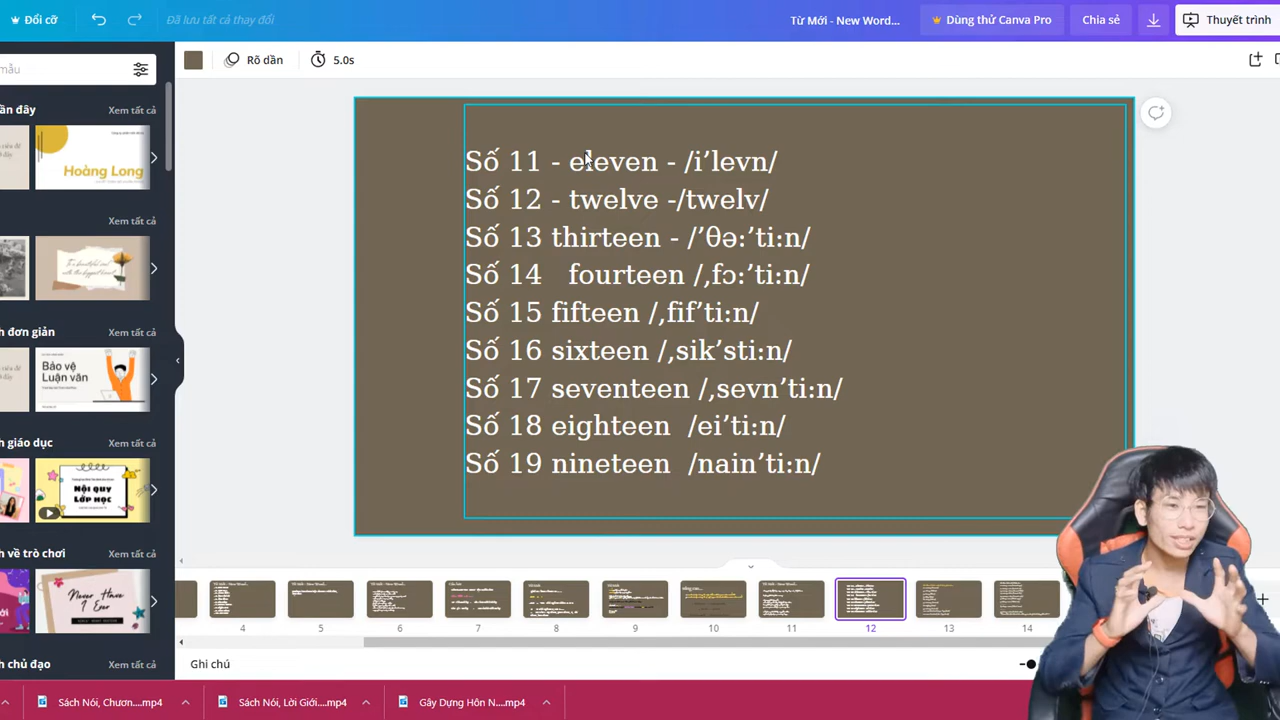 Đổi cỡ
Đã lưu tất cả thay đổi
Từ Mới - New Word...
Dùng thử Canva Pro
Chia sẻ
Thuyết trình
mẫu
Rõ dần
5.0s
Xem tất cả
Hoàng Long
Xem tất cả
h đơn giản
Xem tất cả
Bảo vệ
Luận văn
h giáo dục
Xem tất cả
NỘI QUY
LỚP HỌC
h về trò chơi
Xem tất cả
Never Have
I Ever
h chủ đạo
Xem tất cả
Số 11 - eleven - /i’levn/
Số 12 - twelve -/twelv/
Số 13 thirteen - /’θə:’ti:n/
Số 14 fourteen /,fɔ:’ti:n/
Số 15 fifteen /,fif’ti:n/
Số 16 sixteen /,sik’sti:n/
Số 17 seventeen /,sevn’ti:n/
Số 18 eighteen /ei’ti:n/
Số 19 nineteen /nain’ti:n/
4 5 6 7 8 9 10 11 12 13 14
Ghi chú
Sách Nói, Chươn....mp4
Sách Nói, Lời Giới....mp4
Gây Dựng Hôn N....mp4